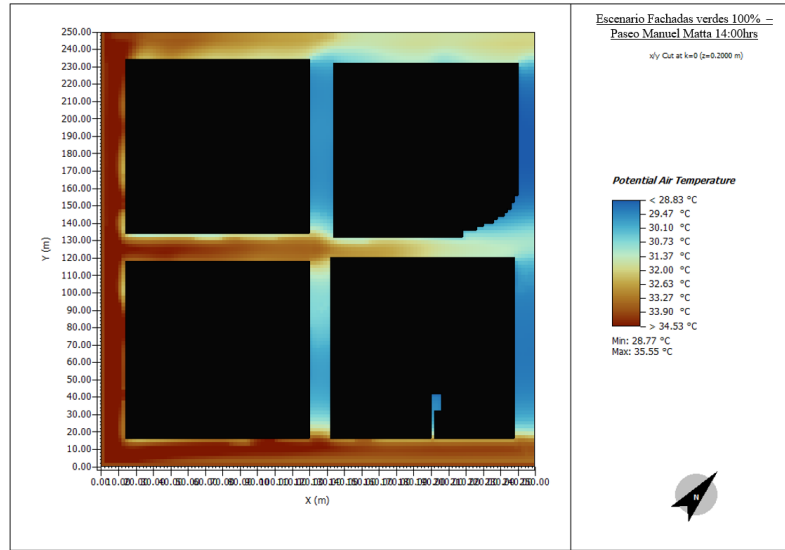 Escenario Fachadas verdes 100% –
Paseo Manuel Matta 14:00hrs
x/y Cut at k=0 (z=0.2000 m)
250.00
240.00
230.00
220.00
210.00
200.00
190.00
180.00
170.00
160.00
150.00
140.00
130.00
120.00
110.00
100.00
90.00
80.00
70.00
60.00
50.00
40.00
30.00
20.00
10.00
0.00
Y (m)
X (m)
Potential Air Temperature
< 28.83 °C
29.47 °C
30.10 °C
30.73 °C
31.37 °C
32.00 °C
32.63 °C
33.27 °C
33.90 °C
> 34.53 °C
Min: 28.77 °C
Max: 35.55 °C
N